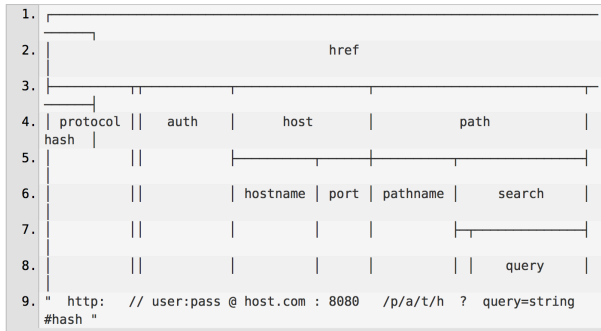 1.
2. href
3.
4. protocol auth host path
hash
5.
6. hostname port pathname search
7.
8. query
9. " http: // user:pass @ host.com : 8080 /p/a/t/h ? query=string
#hash "